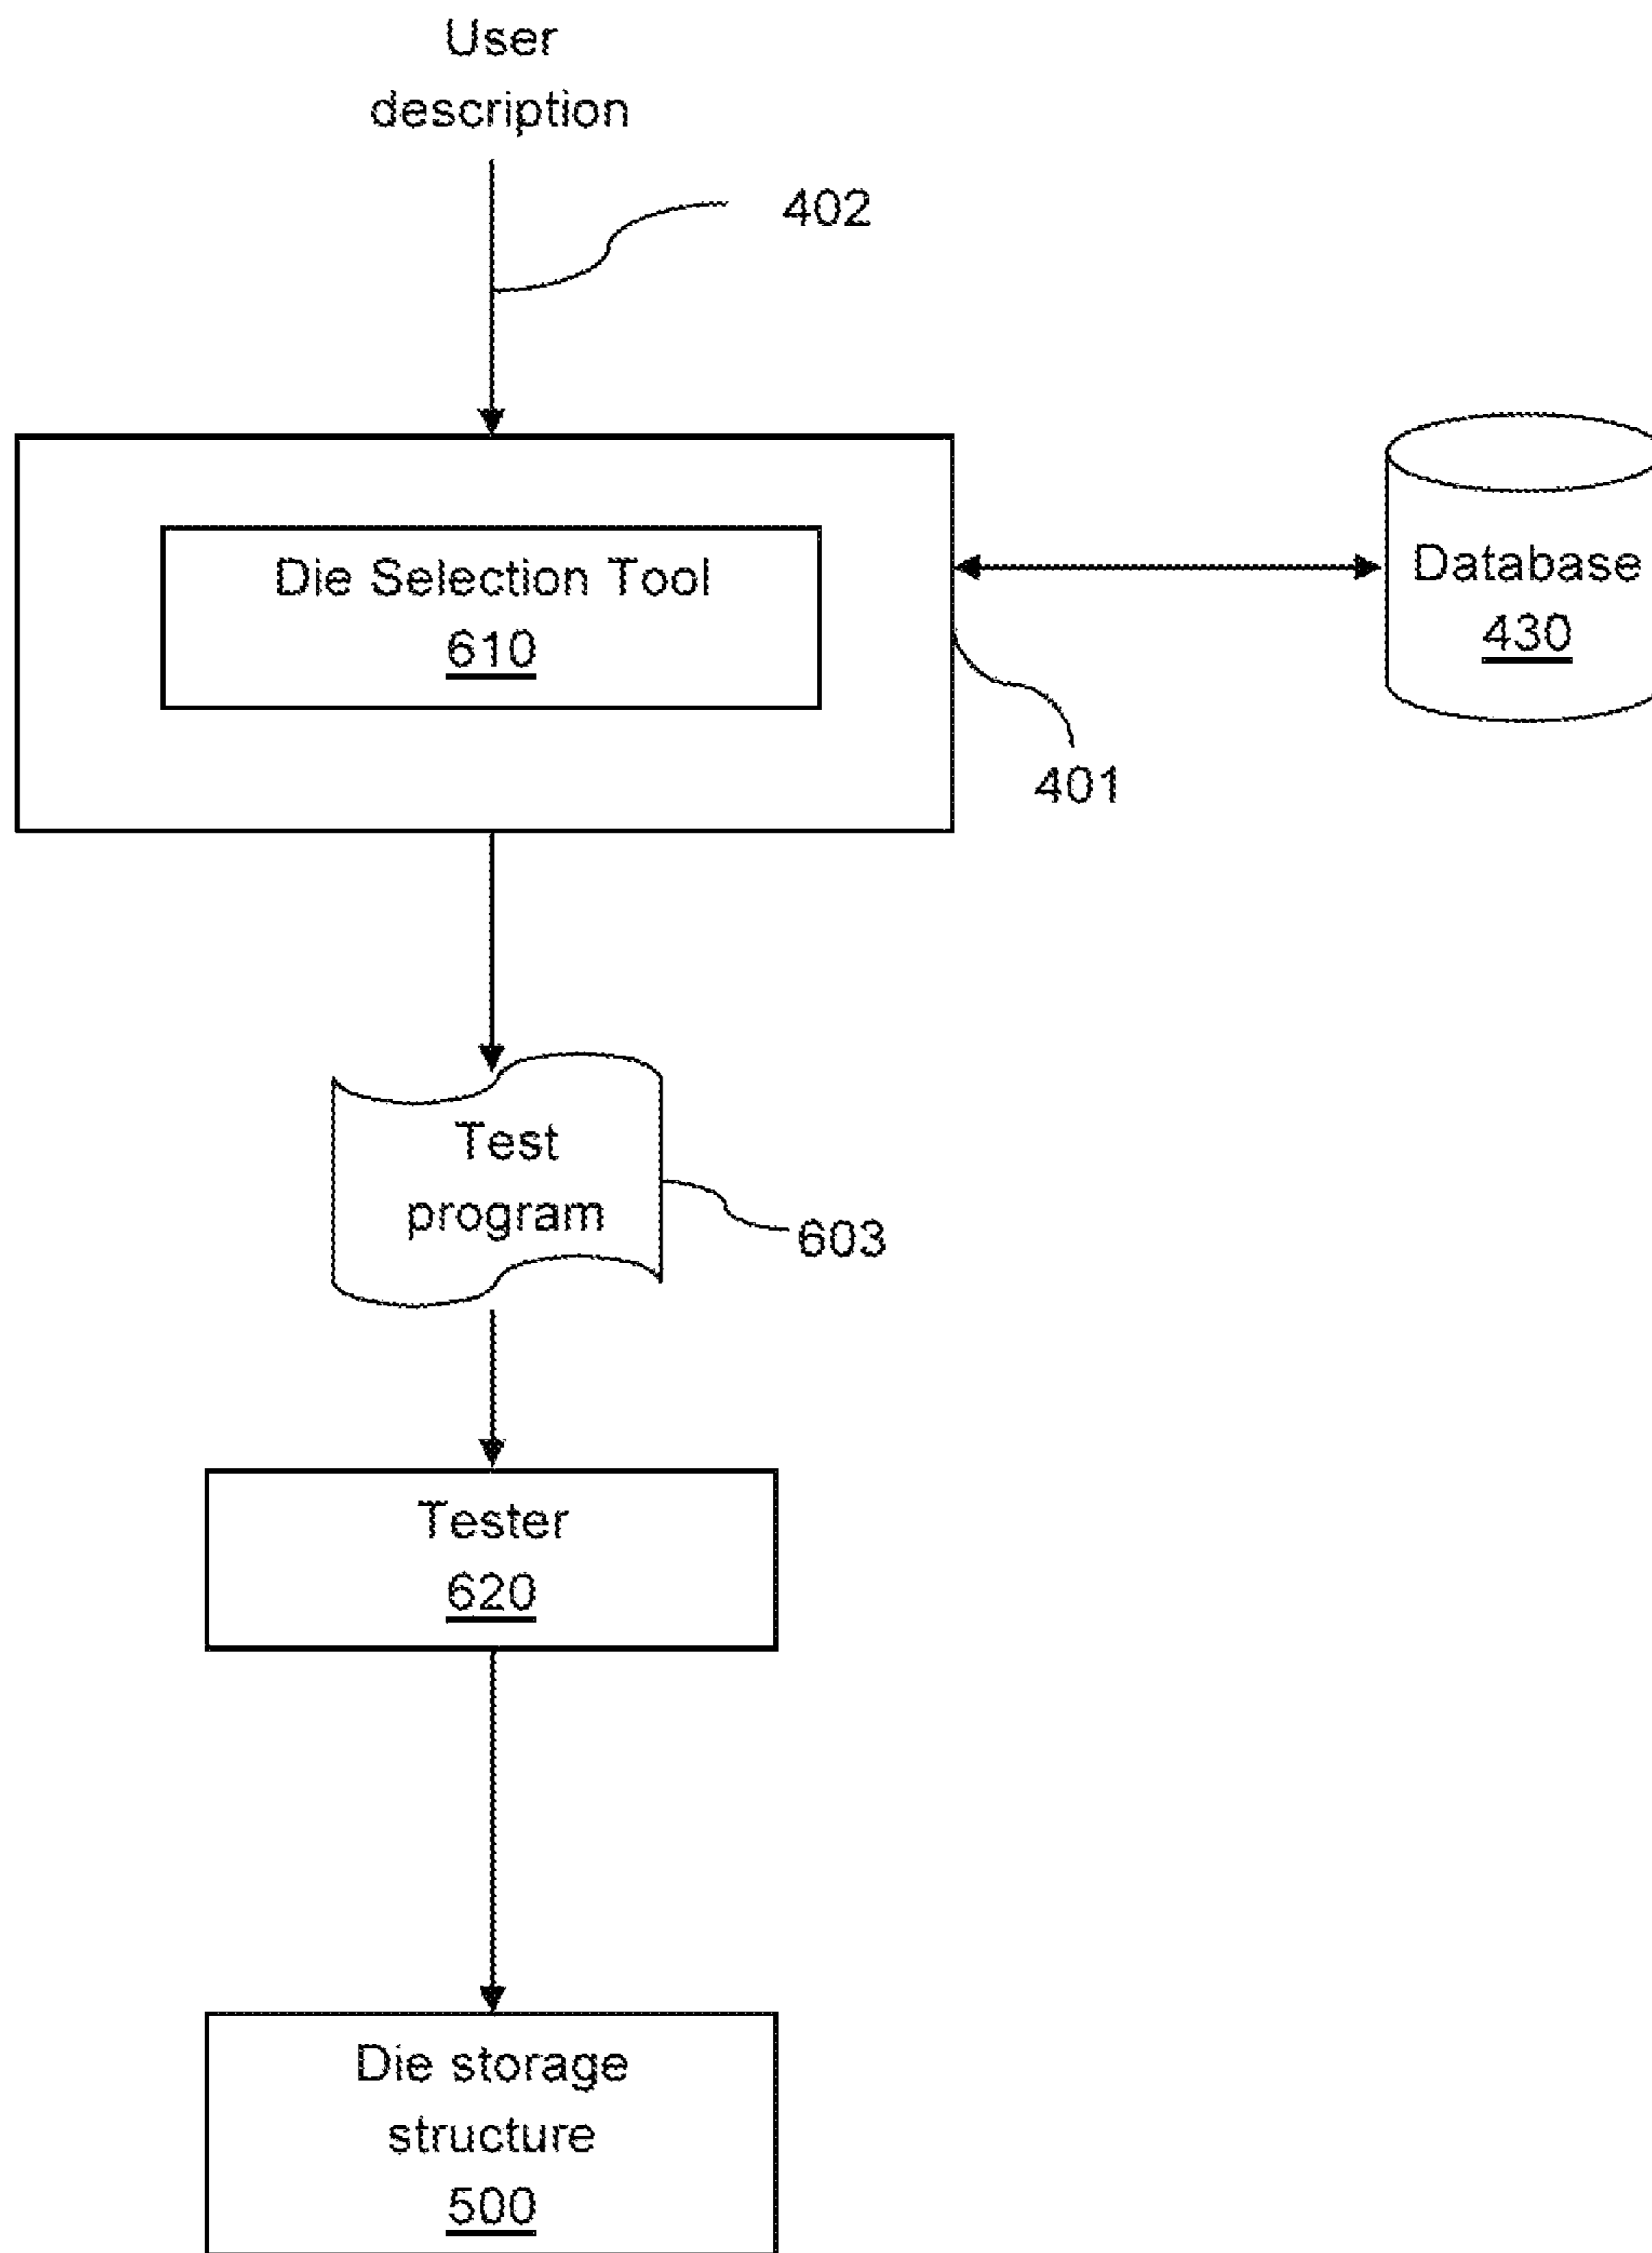 User
description
402
Die Selection Tool
610
Database
430
401
Test
program
603
Tester
620
Die storage
structure
500